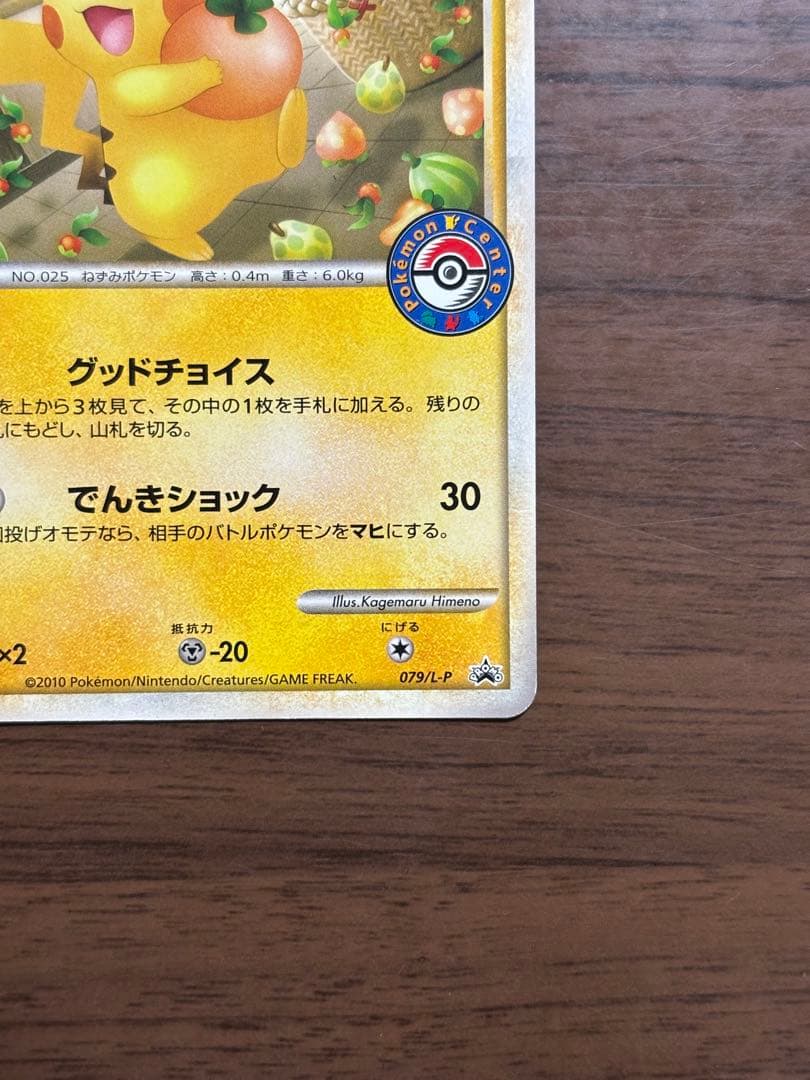 NO.025 ねずみポケモン 高さ:0.4m 重さ:6.0kg
Pokémon Center
グッドチョイス
を上から3枚見て、その中の1枚を手札に加える。残りの
にもどし、山札を切る。
でんきショック 30
投げオモテなら、相手のバトルポケモンをマヒにする。
Illus.Kagemaru Himeno
抵抗力 にげる
×2 -20
©2010 Pokémon/Nintendo/Creatures/GAME FREAK. 079/L-P